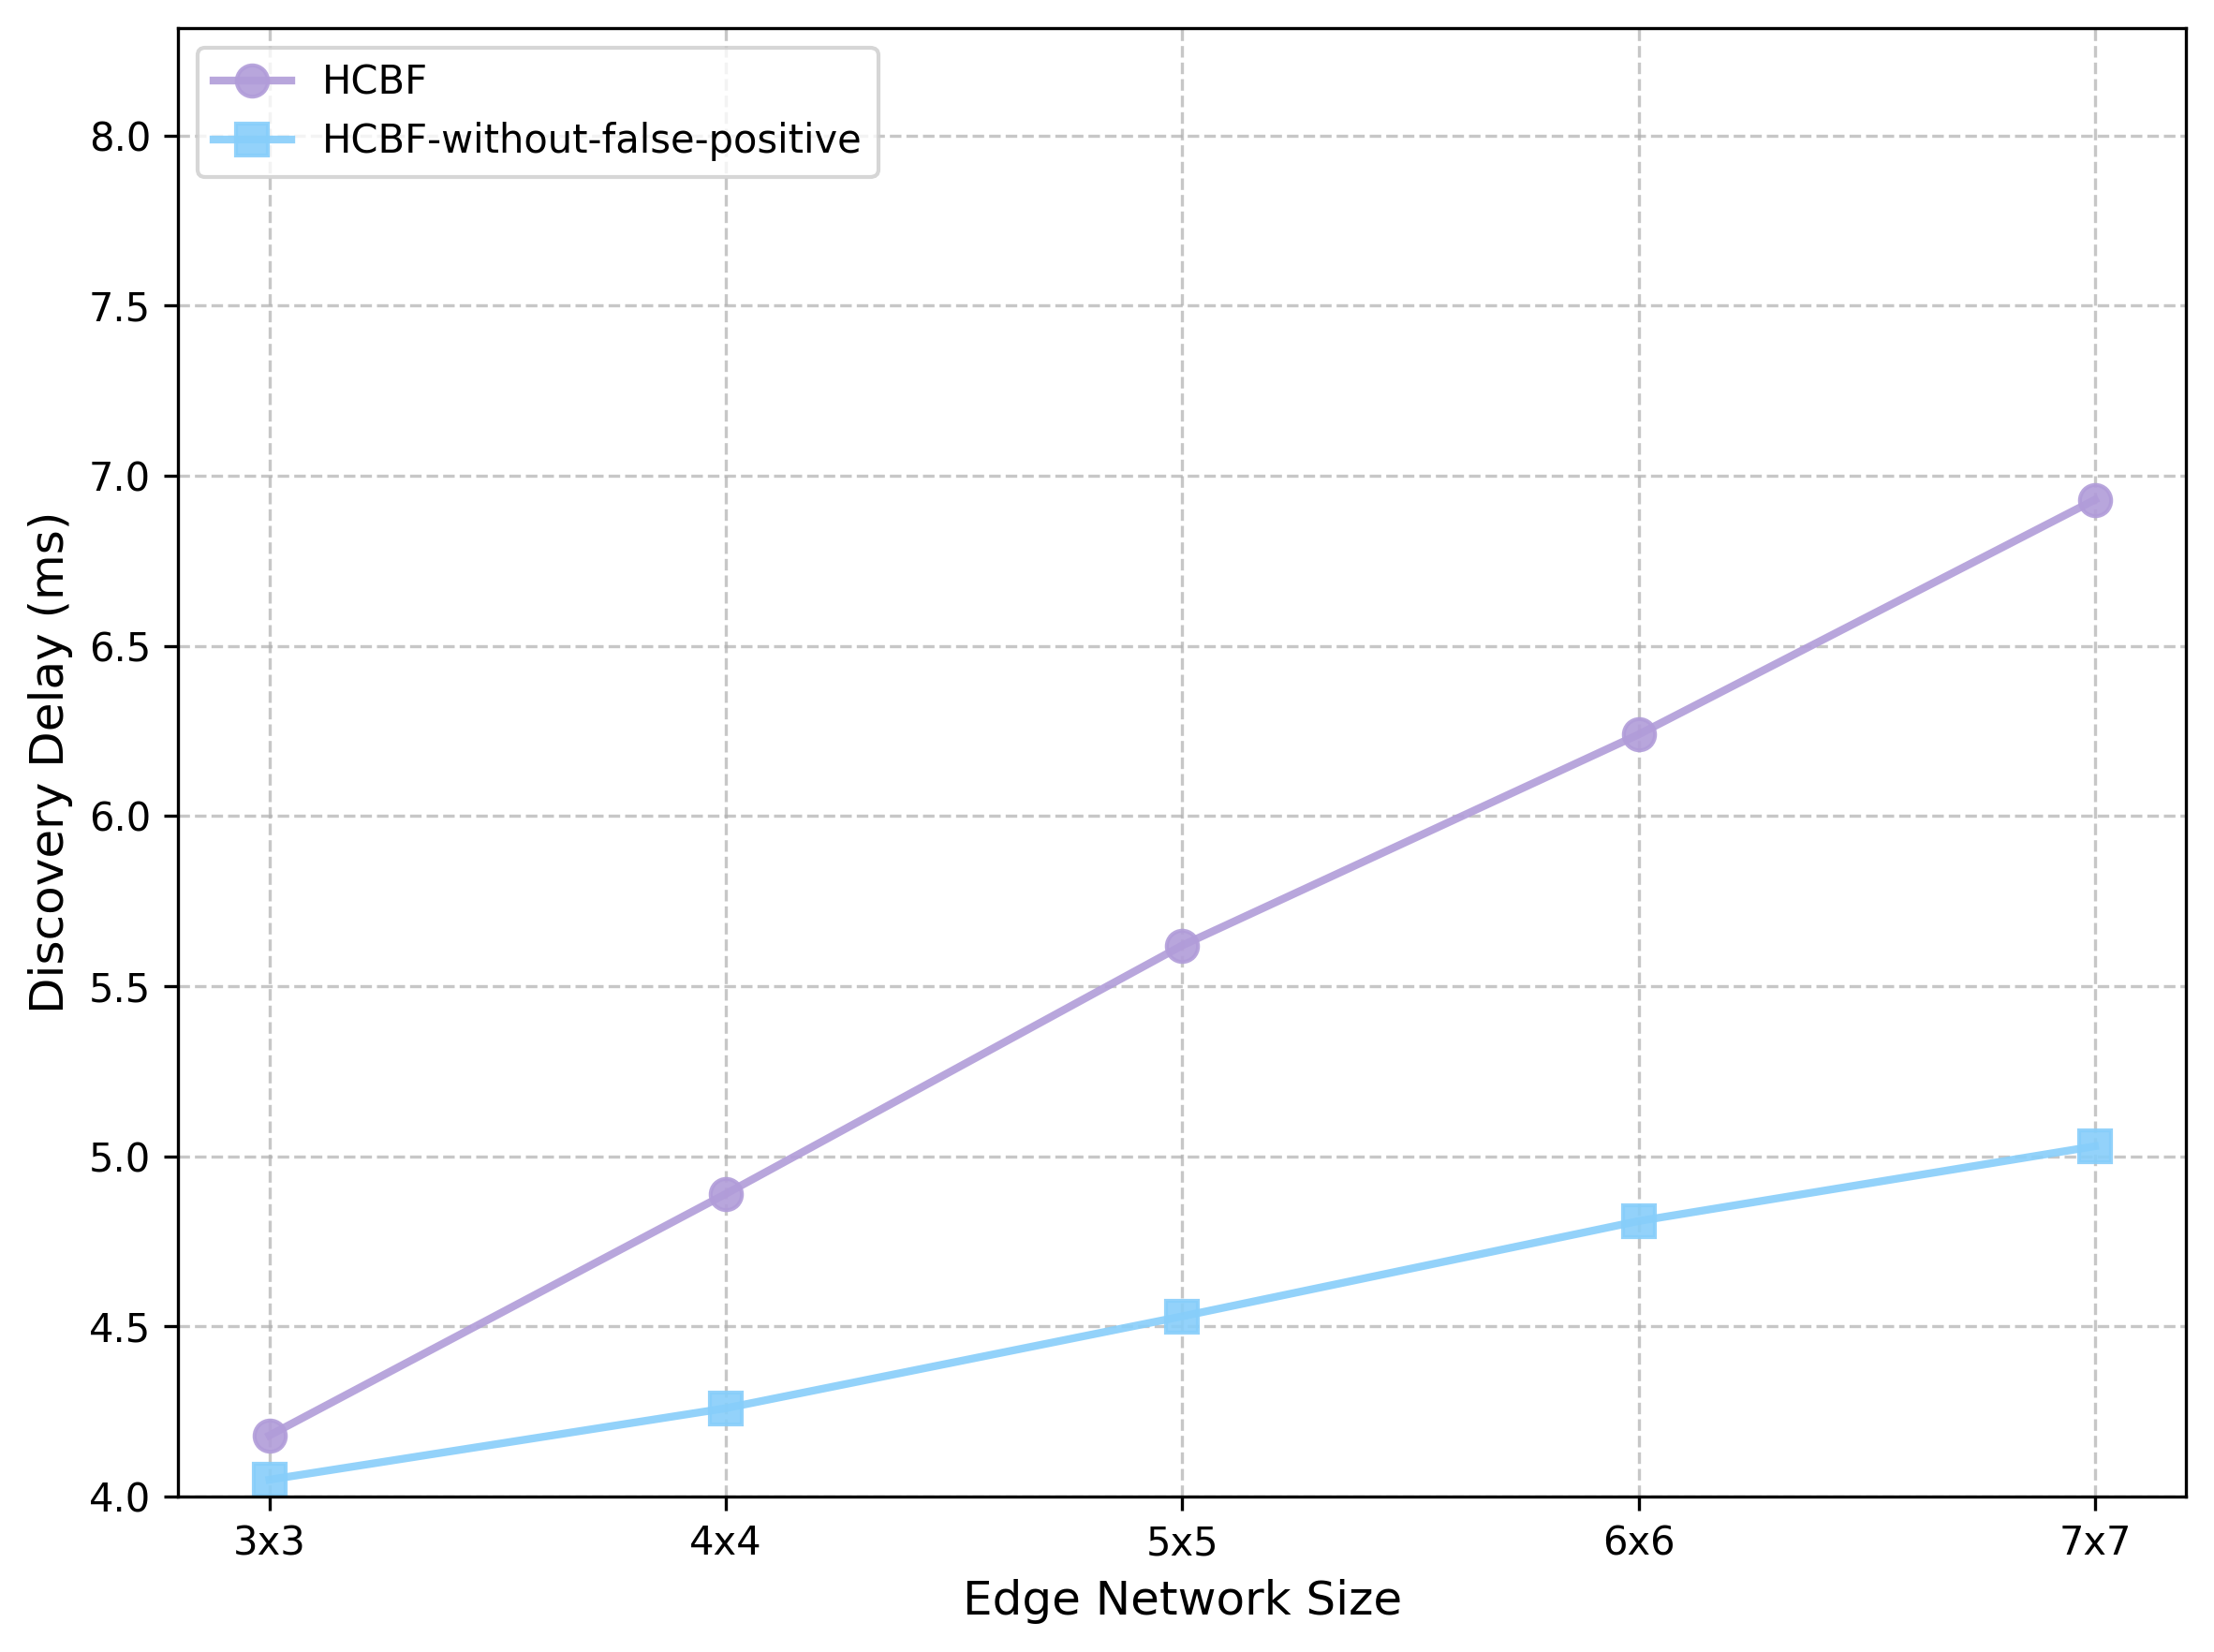 HCBF
HCBF-without-false-positive
8.0
7.5
7.0
6.5
6.0
5.5
5.0
4.5
4.0
Discovery Delay (ms)
3x3 4x4 5x5 6x6 7x7
Edge Network Size